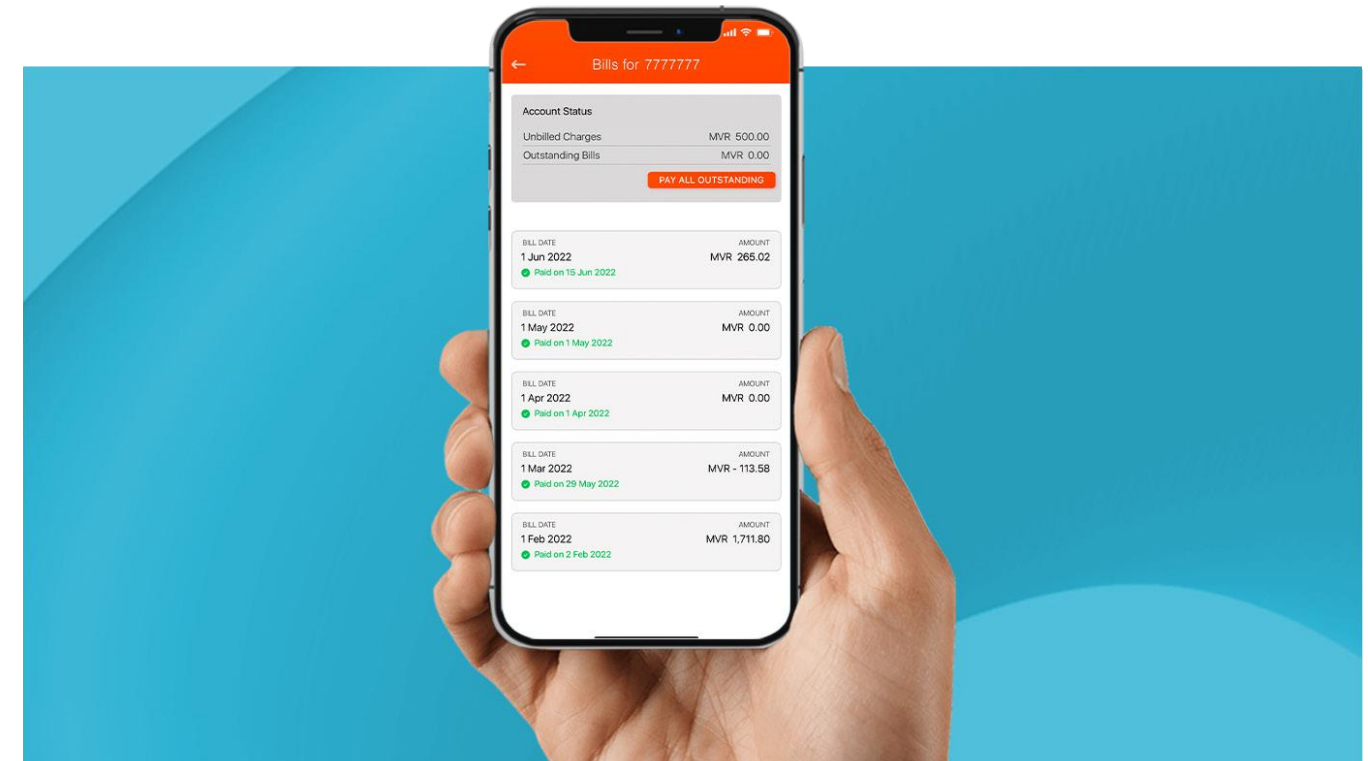 Bills for 7777777
Account Status
Unbilled Charges MVR 500.00
Outstanding Bills MVR 0.00
PAY ALL OUTSTANDING
BILL DATE AMOUNT
1 Jun 2022 MVR 265.02
Paid on 15 Jun 2022
BILL DATE AMOUNT
1 May 2022 MVR 0.00
Paid on 1 May 2022
BILL DATE AMOUNT
1 Apr 2022 MVR 0.00
Paid on 1 Apr 2022
BILL DATE AMOUNT
1 Mar 2022 MVR - 113.58
Paid on 29 May 2022
BILL DATE AMOUNT
1 Feb 2022 MVR 1,711.80
Paid on 2 Feb 2022